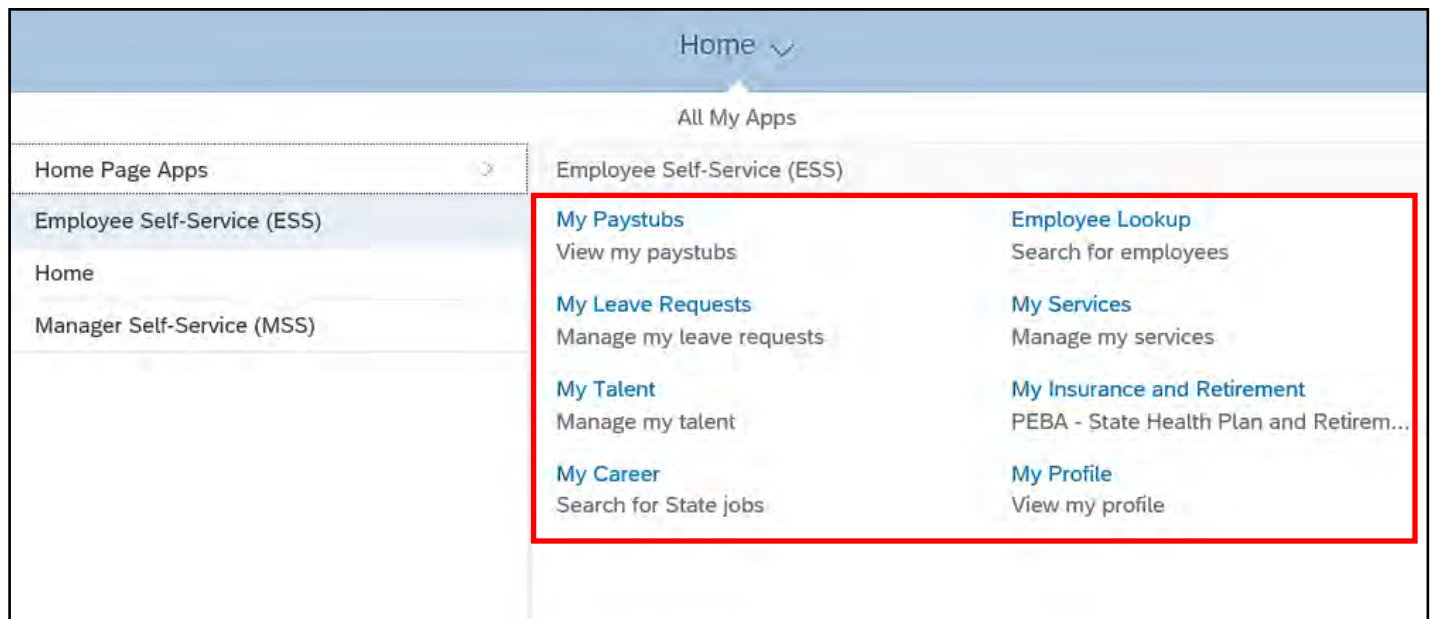 Home
All My Apps
Home Page Apps
Employee Self-Service (ESS)
Home
Manager Self-Service (MSS)
Employee Self-Service (ESS)
My Paystubs
View my paystubs
Employee Lookup
Search for employees
My Leave Requests
Manage my leave requests
My Services
Manage my services
My Talent
Manage my talent
My Insurance and Retirement
PEBA - State Health Plan and Retirem...
My Career
Search for State jobs
My Profile
View my profile